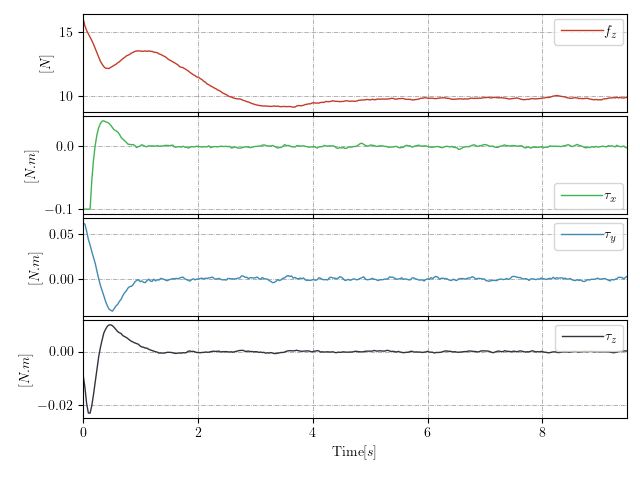 15
10
[N]
f_z
0.0
−0.1
[N.m]
τ_x
0.05
0.00
[N.m]
τ_y
0.00
−0.02
[N.m]
τ_z
0 2 4 6 8
Time[s]